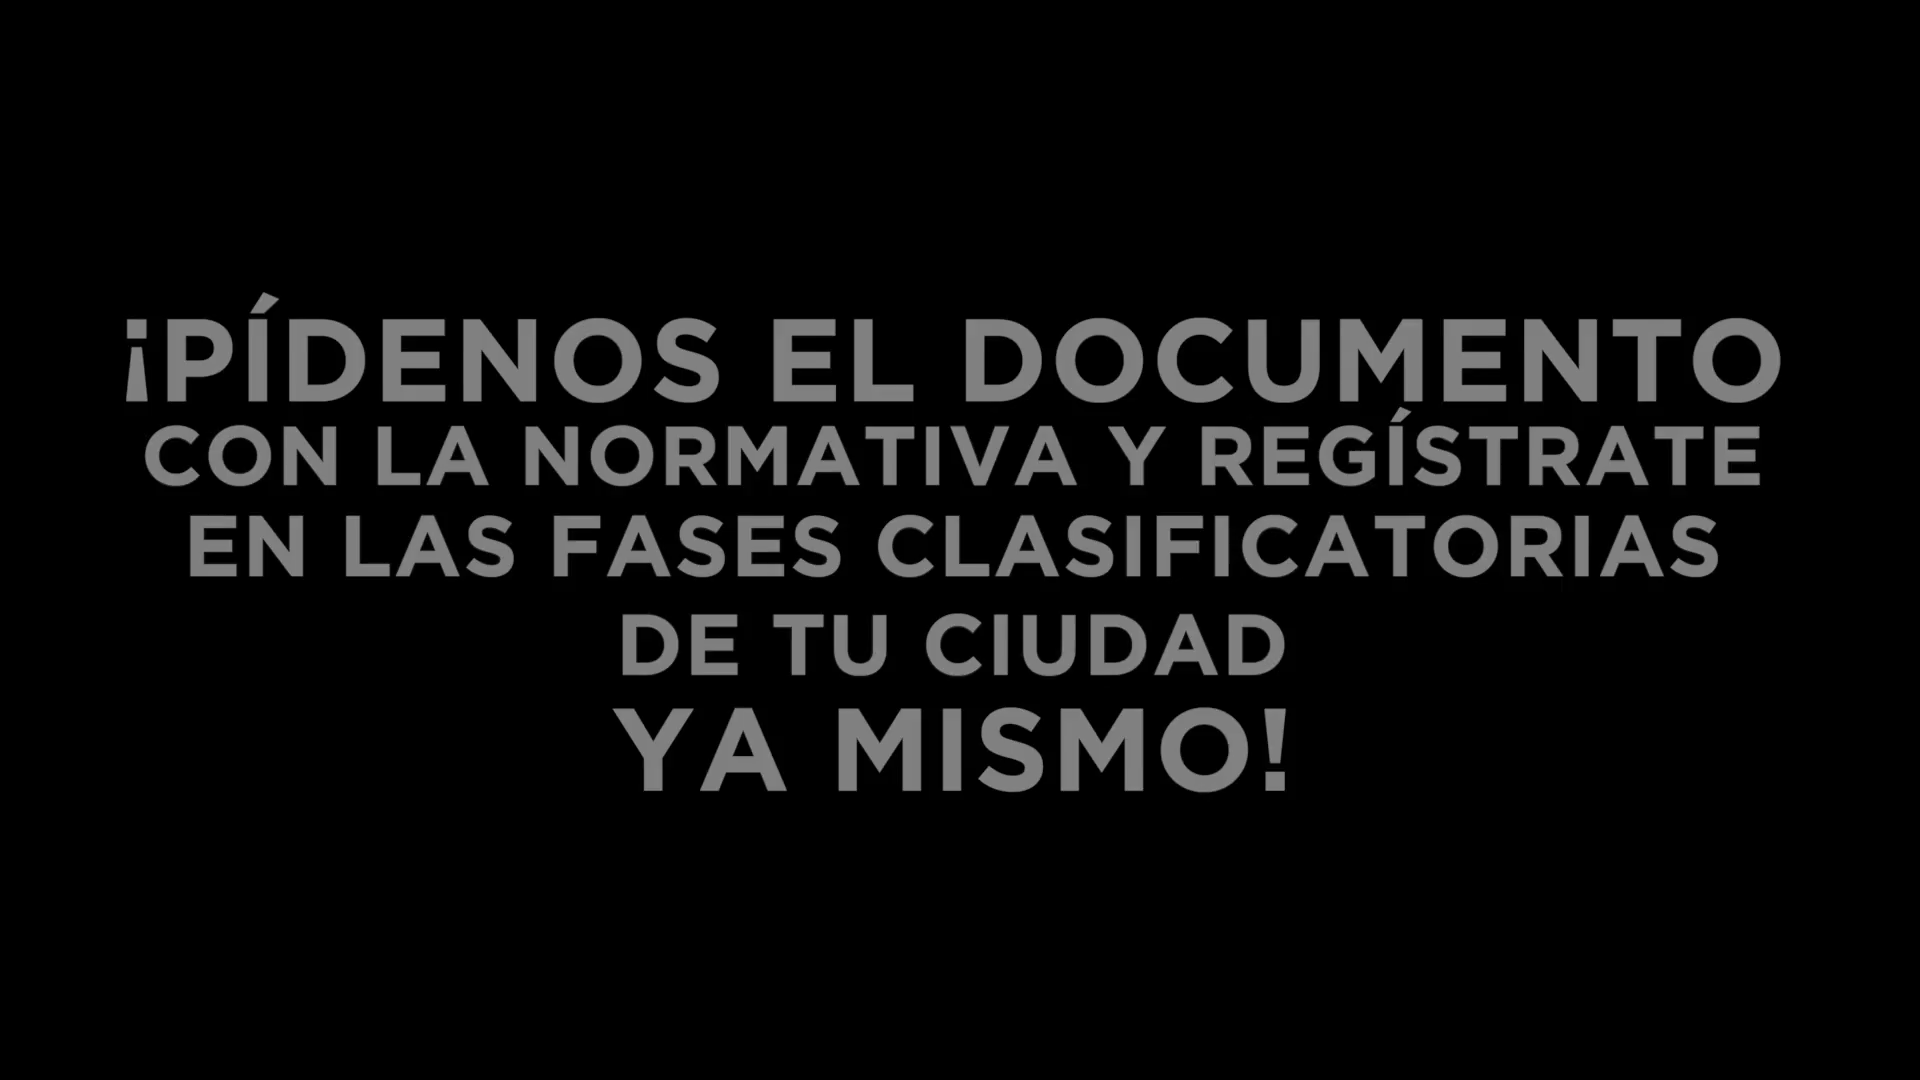 ¡PÍDENOS EL DOCUMENTO
CON LA NORMATIVA Y REGÍSTRATE
EN LAS FASES CLASIFICATORIAS
DE TU CIUDAD
YA MISMO!